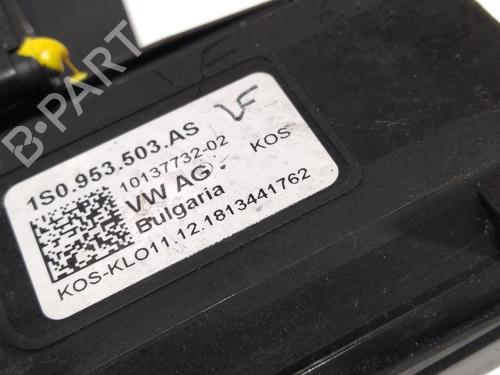 B-PART
1S0.953.503.AS
10137732-02
VW AG KOS
Bulgaria
KOS-KLO11.12.1813441762